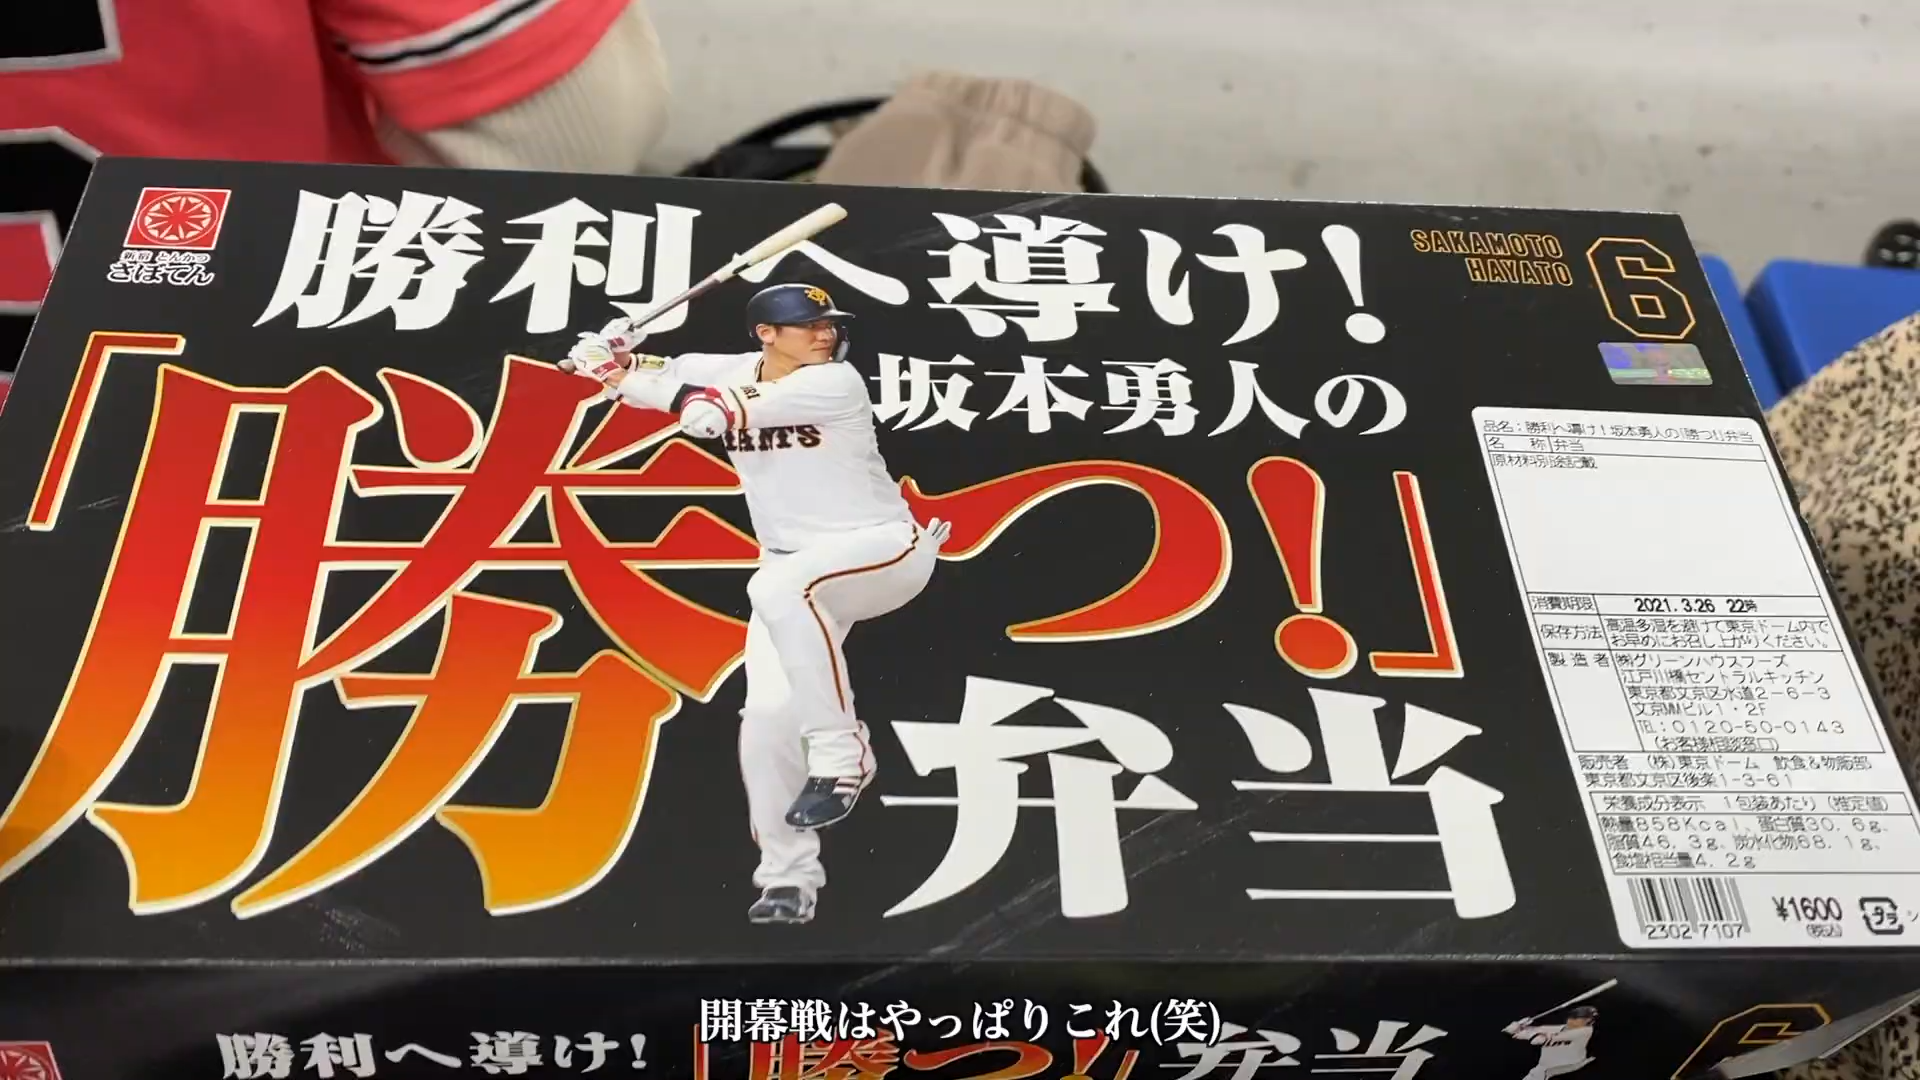 新宿 とんかつ
さぼてん
勝利へ導け!
SAKAMOTO
HAYATO
6
坂本勇人の
「勝つ!」
弁当
GIANTS
品名:勝利へ導け!坂本勇人の「勝つ!」弁当
名 称 弁当
原材料別途記載
消費期限 2021.3.26 22時
保存方法 高温多湿を避けて東京ドーム内で
お早めにお召し上がりください。
製造者 ㈱グリーンハウスフーズ
江戸川橋セントラルキッチン
東京都文京区水道2-6-3
文京MMビル1・2F
TEL:0120-50-0143
(お客様相談窓口)
販売者 (株)東京ドーム 飲食&物販部
東京都文京区後楽1-3-61
栄養成分表示 1包装あたり(推定値)
熱量858Kcal、蛋白質30.6g、
脂質46.3g、炭水化物68.1g、
食塩相当量4.2g
2302 7107
¥1600
(税込)
プラ
開幕戦はやっぱりこれ(笑)
勝利へ導け!
「勝つ!」弁当
6